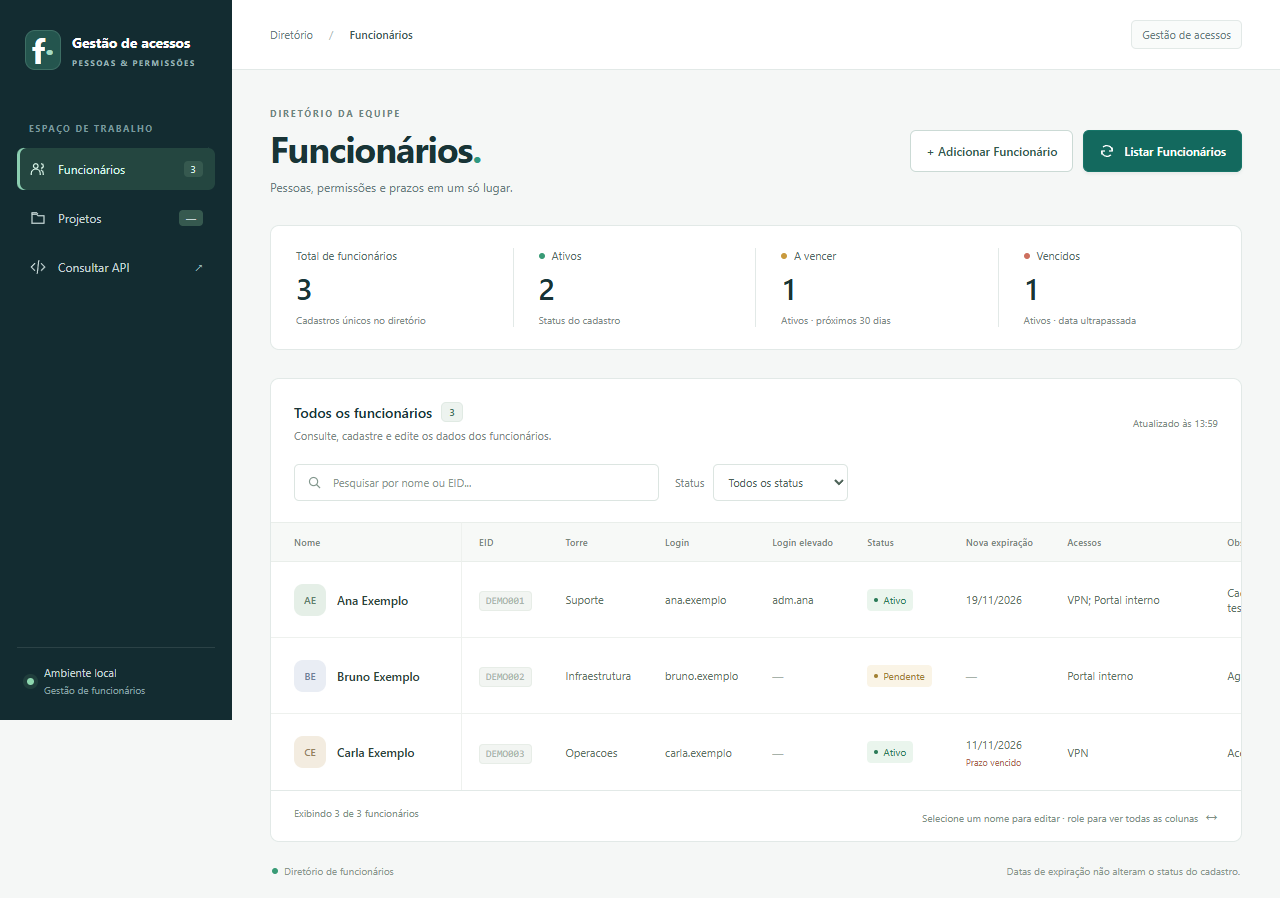 f.
Gestão de acessos
PESSOAS & PERMISSÕES
ESPAÇO DE TRABALHO
Funcionários 3
Projetos —
Consultar API ↗
Ambiente local
Gestão de funcionários
Diretório / Funcionários
Gestão de acessos
DIRETÓRIO DA EQUIPE
Funcionários.
Pessoas, permissões e prazos em um só lugar.
+ Adicionar Funcionário
Listar Funcionários
Total de funcionários
3
Cadastros únicos no diretório
Ativos
2
Status do cadastro
A vencer
1
Ativos · próximos 30 dias
Vencidos
1
Ativos · data ultrapassada
Todos os funcionários 3
Consulte, cadastre e edite os dados dos funcionários.
Atualizado às 13:59
Pesquisar por nome ou EID...
Status
Todos os status
Nome EID Torre Login Login elevado Status Nova expiração Acessos Obs
AE Ana Exemplo DEMO001 Suporte ana.exemplo adm.ana Ativo 19/11/2026 VPN; Portal interno Cad
tes
BE Bruno Exemplo DEMO002 Infraestrutura bruno.exemplo — Pendente — Portal interno Ag
CE Carla Exemplo DEMO003 Operacoes carla.exemplo — Ativo 11/11/2026 VPN Ace
Prazo vencido
Exibindo 3 de 3 funcionários
Selecione um nome para editar · role para ver todas as colunas ↔
Diretório de funcionários
Datas de expiração não alteram o status do cadastro.